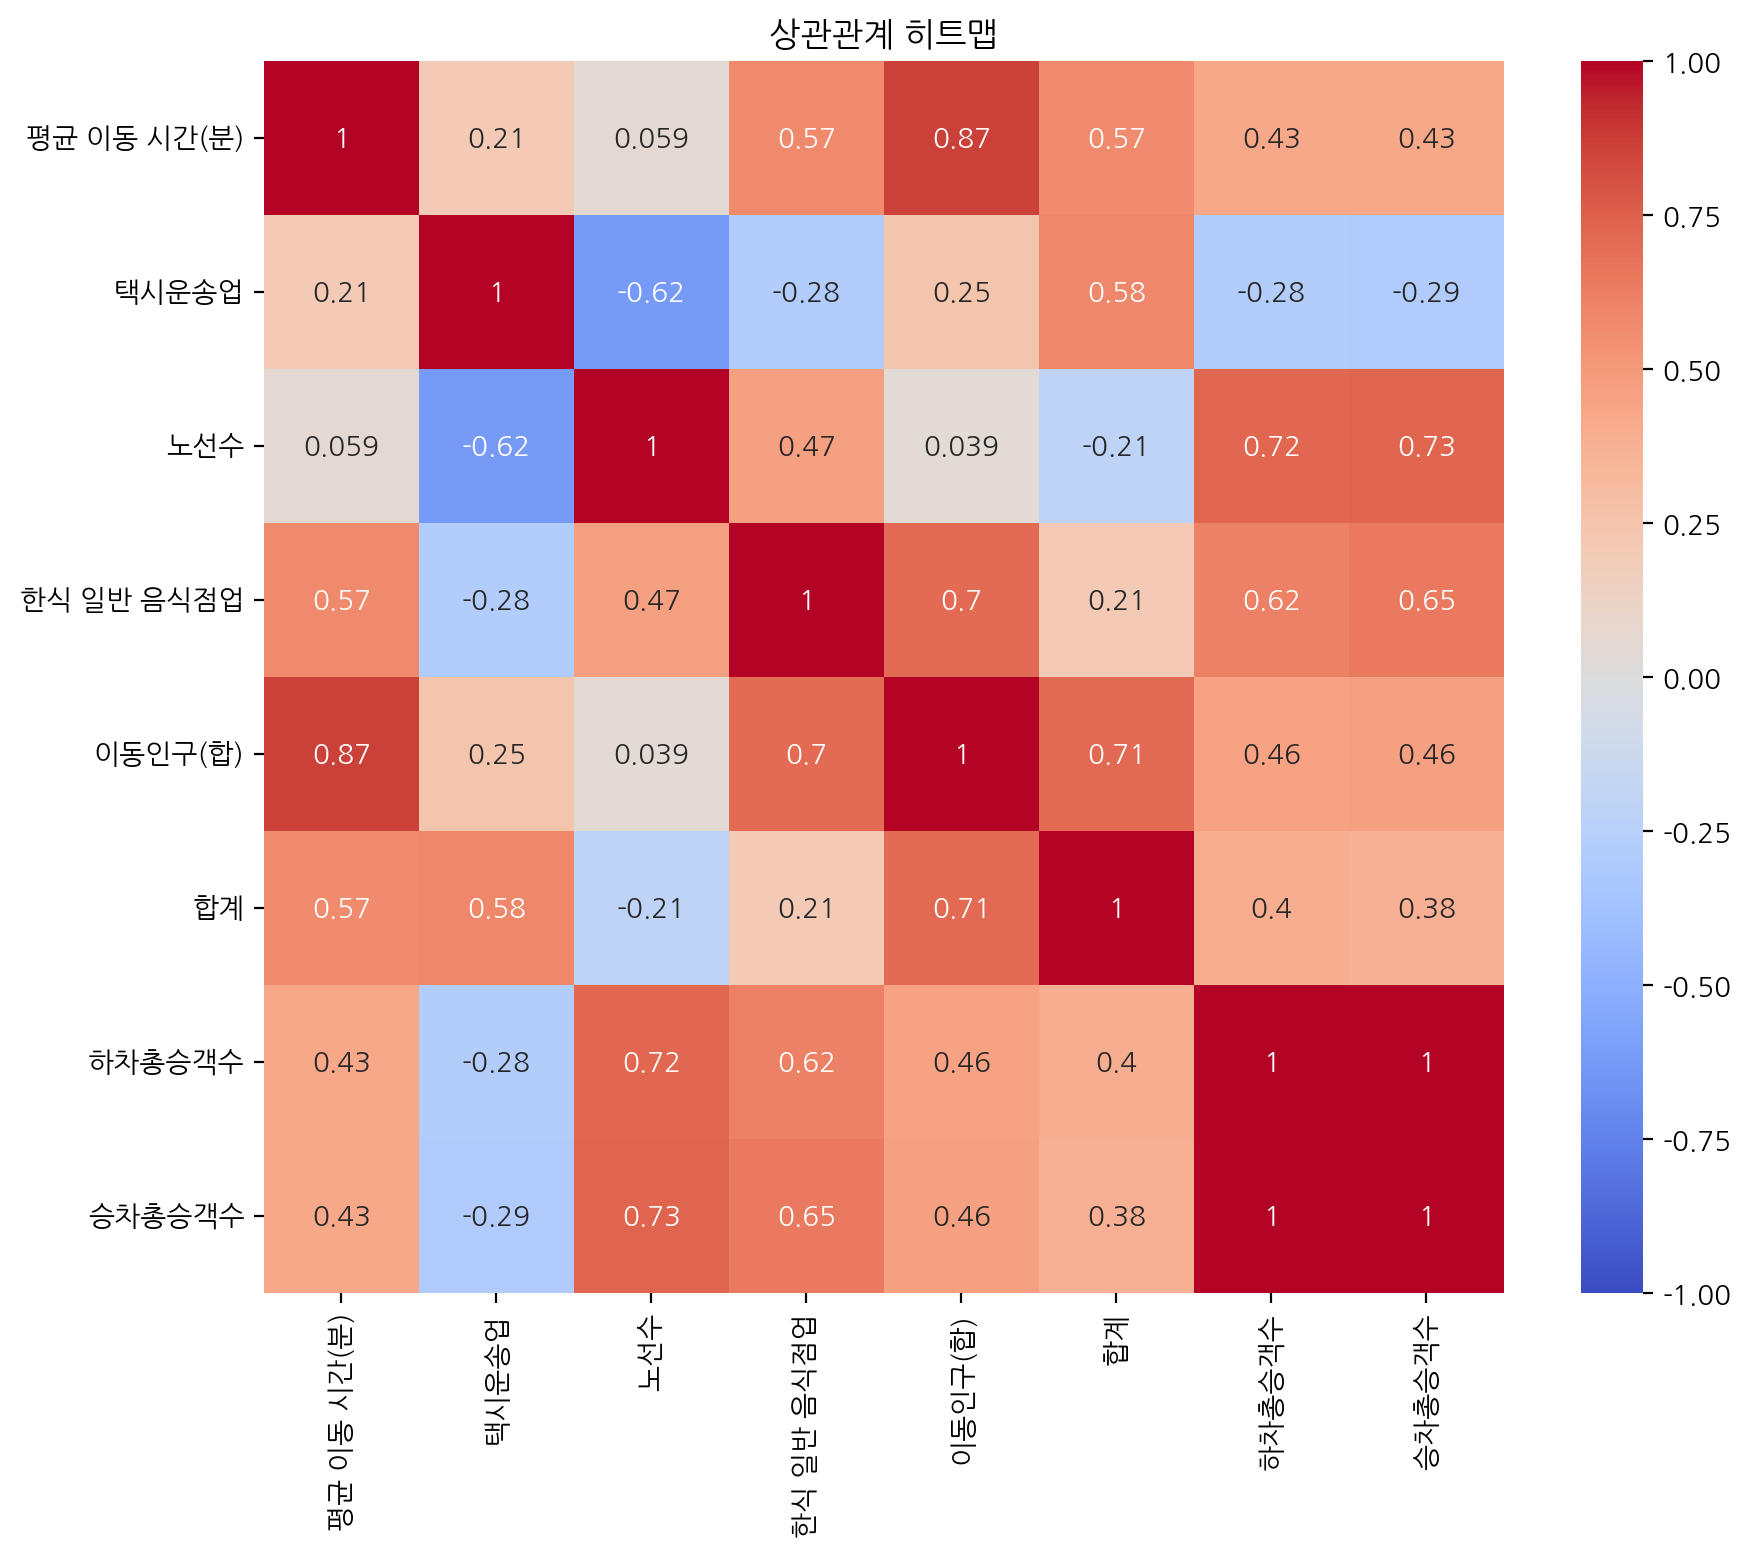 상관관계 히트맵
평균 이동 시간(분) 1 0.21 0.059 0.57 0.87 0.57 0.43 0.43
택시운송업 0.21 1 -0.62 -0.28 0.25 0.58 -0.28 -0.29
노선수 0.059 -0.62 1 0.47 0.039 -0.21 0.72 0.73
한식 일반 음식점업 0.57 -0.28 0.47 1 0.7 0.21 0.62 0.65
이동인구(합) 0.87 0.25 0.039 0.7 1 0.71 0.46 0.46
합계 0.57 0.58 -0.21 0.21 0.71 1 0.4 0.38
하차총승객수 0.43 -0.28 0.72 0.62 0.46 0.4 1 1
승차총승객수 0.43 -0.29 0.73 0.65 0.46 0.38 1 1
평균 이동 시간(분)
택시운송업
노선수
한식 일반 음식점업
이동인구(합)
합계
하차총승객수
승차총승객수
1.00
0.75
0.50
0.25
0.00
-0.25
-0.50
-0.75
-1.00